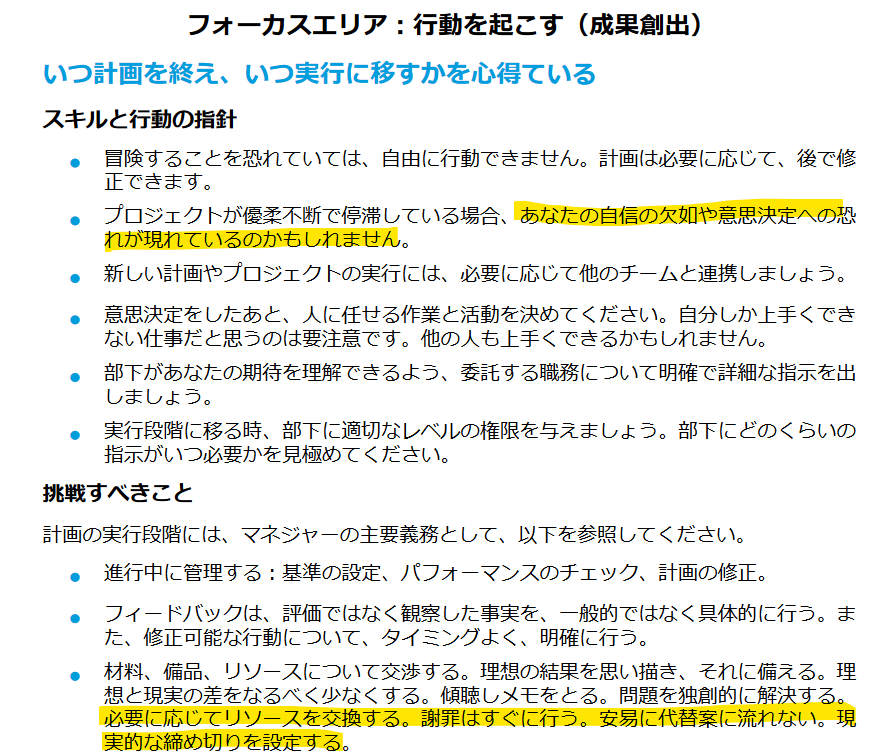 フォーカスエリア：行動を起こす（成果創出）
いつ計画を終え、いつ実行に移すかを心得ている
スキルと行動の指針
● 冒険することを恐れていては、自由に行動できません。計画は必要に応じて、後で修
正できます。
● プロジェクトが優柔不断で停滞している場合、あなたの自信の欠如や意思決定への恐
れが現れているのかもしれません。
● 新しい計画やプロジェクトの実行には、必要に応じて他のチームと連携しましょう。
● 意思決定をしたあと、人に任せる作業と活動を決めてください。自分しか上手くでき
ない仕事だと思うのは要注意です。他の人も上手くできるかもしれません。
● 部下があなたの期待を理解できるよう、委託する職務について明確で詳細な指示を出
しましょう。
● 実行段階に移る時、部下に適切なレベルの権限を与えましょう。部下にどのくらいの
指示がいつ必要かを見極めてください。
挑戦すべきこと
計画の実行段階には、マネジャーの主要義務として、以下を参照してください。
● 進行中に管理する：基準の設定、パフォーマンスのチェック、計画の修正。
● フィードバックは、評価ではなく観察した事実を、一般的ではなく具体的に行う。ま
た、修正可能な行動について、タイミングよく、明確に行う。
● 材料、備品、リソースについて交渉する。理想の結果を思い描き、それに備える。理
想と現実の差をなるべく少なくする。傾聴しメモをとる。問題を独創的に解決する。
必要に応じてリソースを交換する。謝罪はすぐに行う。安易に代替案に流れない。現
実的な締め切りを設定する。